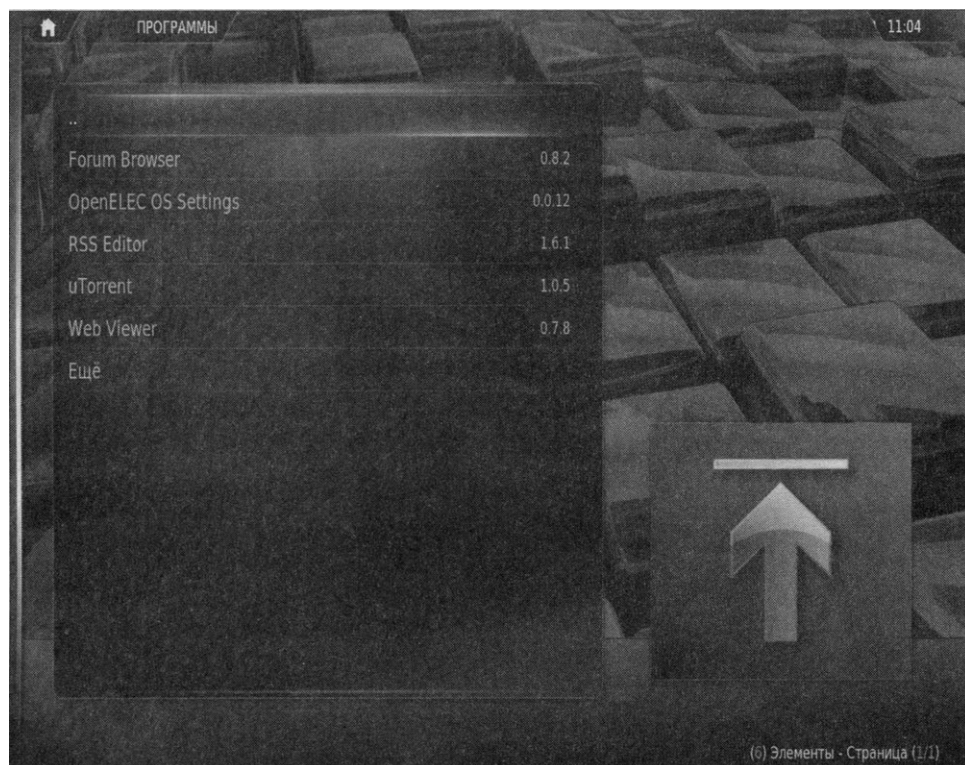 ПРОГРАММЫ
11:04
..
Forum Browser 0.8.2
OpenELEC OS Settings 0.0.12
RSS Editor 1.6.1
uTorrent 1.0.5
Web Viewer 0.7.8
Ещё
(6) Элементы - Страница (1/1)